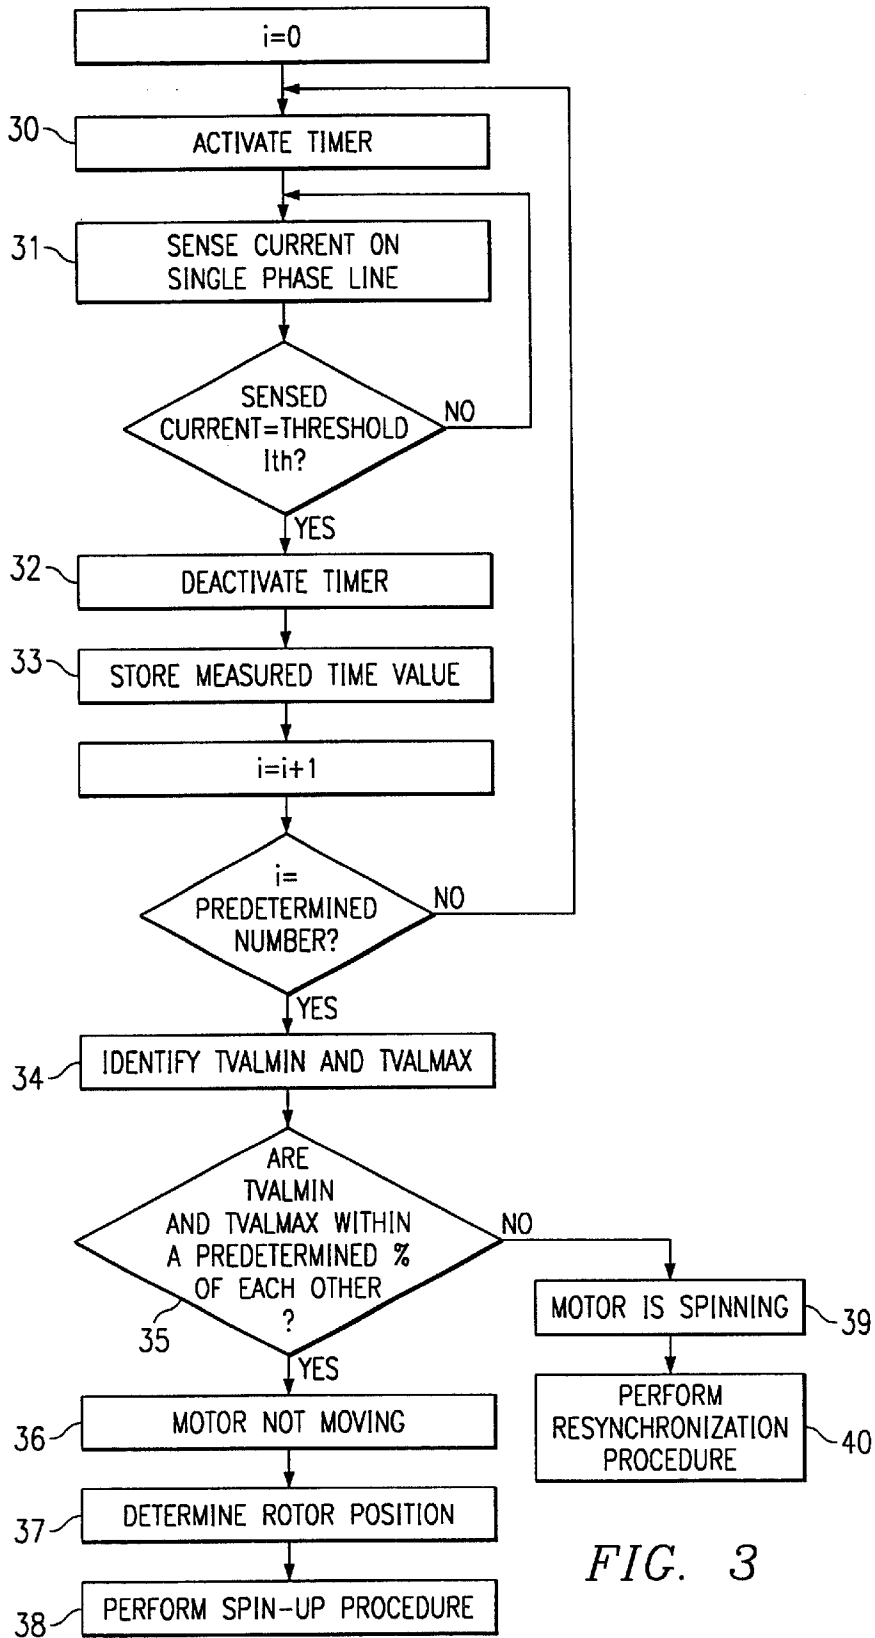 i=0
30
ACTIVATE TIMER
31
SENSE CURRENT ON
SINGLE PHASE LINE
SENSED
CURRENT=THRESHOLD
Ith?
NO
YES
32
DEACTIVATE TIMER
33
STORE MEASURED TIME VALUE
i=i+1
i=
PREDETERMINED
NUMBER?
NO
YES
34
IDENTIFY TVALMIN AND TVALMAX
ARE
TVALMIN
AND TVALMAX WITHIN
A PREDETERMINED %
OF EACH OTHER
?
35
NO
YES
MOTOR IS SPINNING
39
PERFORM
RESYNCHRONIZATION
PROCEDURE
40
36
MOTOR NOT MOVING
37
DETERMINE ROTOR POSITION
38
PERFORM SPIN-UP PROCEDURE
FIG. 3